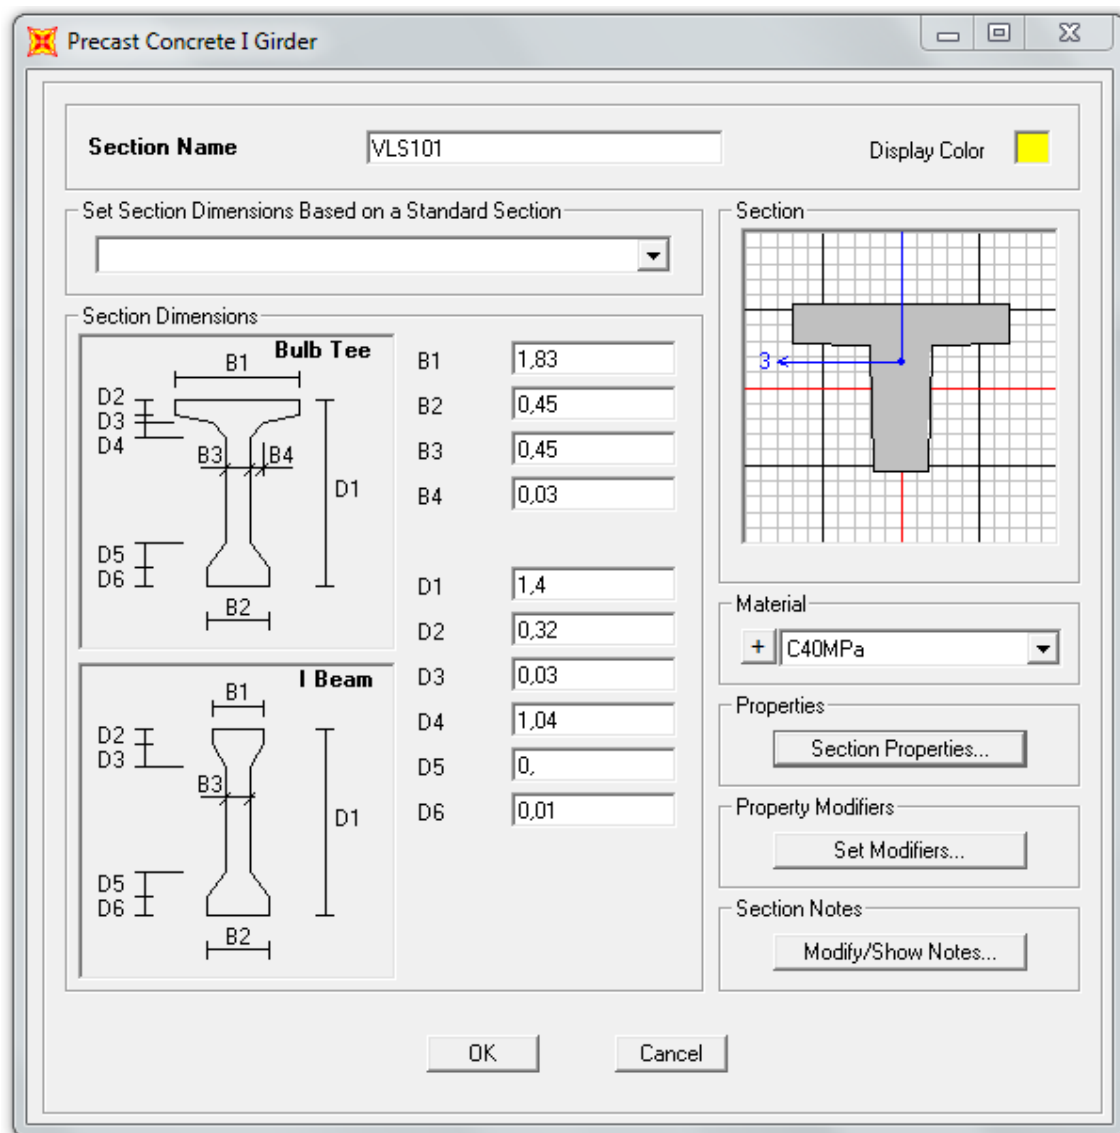 Precast Concrete I Girder
Section Name VLS101 Display Color
Set Section Dimensions Based on a Standard Section
Section
3
Section Dimensions
Bulb Tee
B1
D2
D3
D4
B3 B4
D1
D5
D6
B2
I Beam
B1
D2
D3
B3
D1
D5
D6
B2
B1 1,83
B2 0,45
B3 0,45
B4 0,03
D1 1,4
D2 0,32
D3 0,03
D4 1,04
D5 0,
D6 0,01
Material
+ C40MPa
Properties
Section Properties...
Property Modifiers
Set Modifiers...
Section Notes
Modify/Show Notes...
OK Cancel